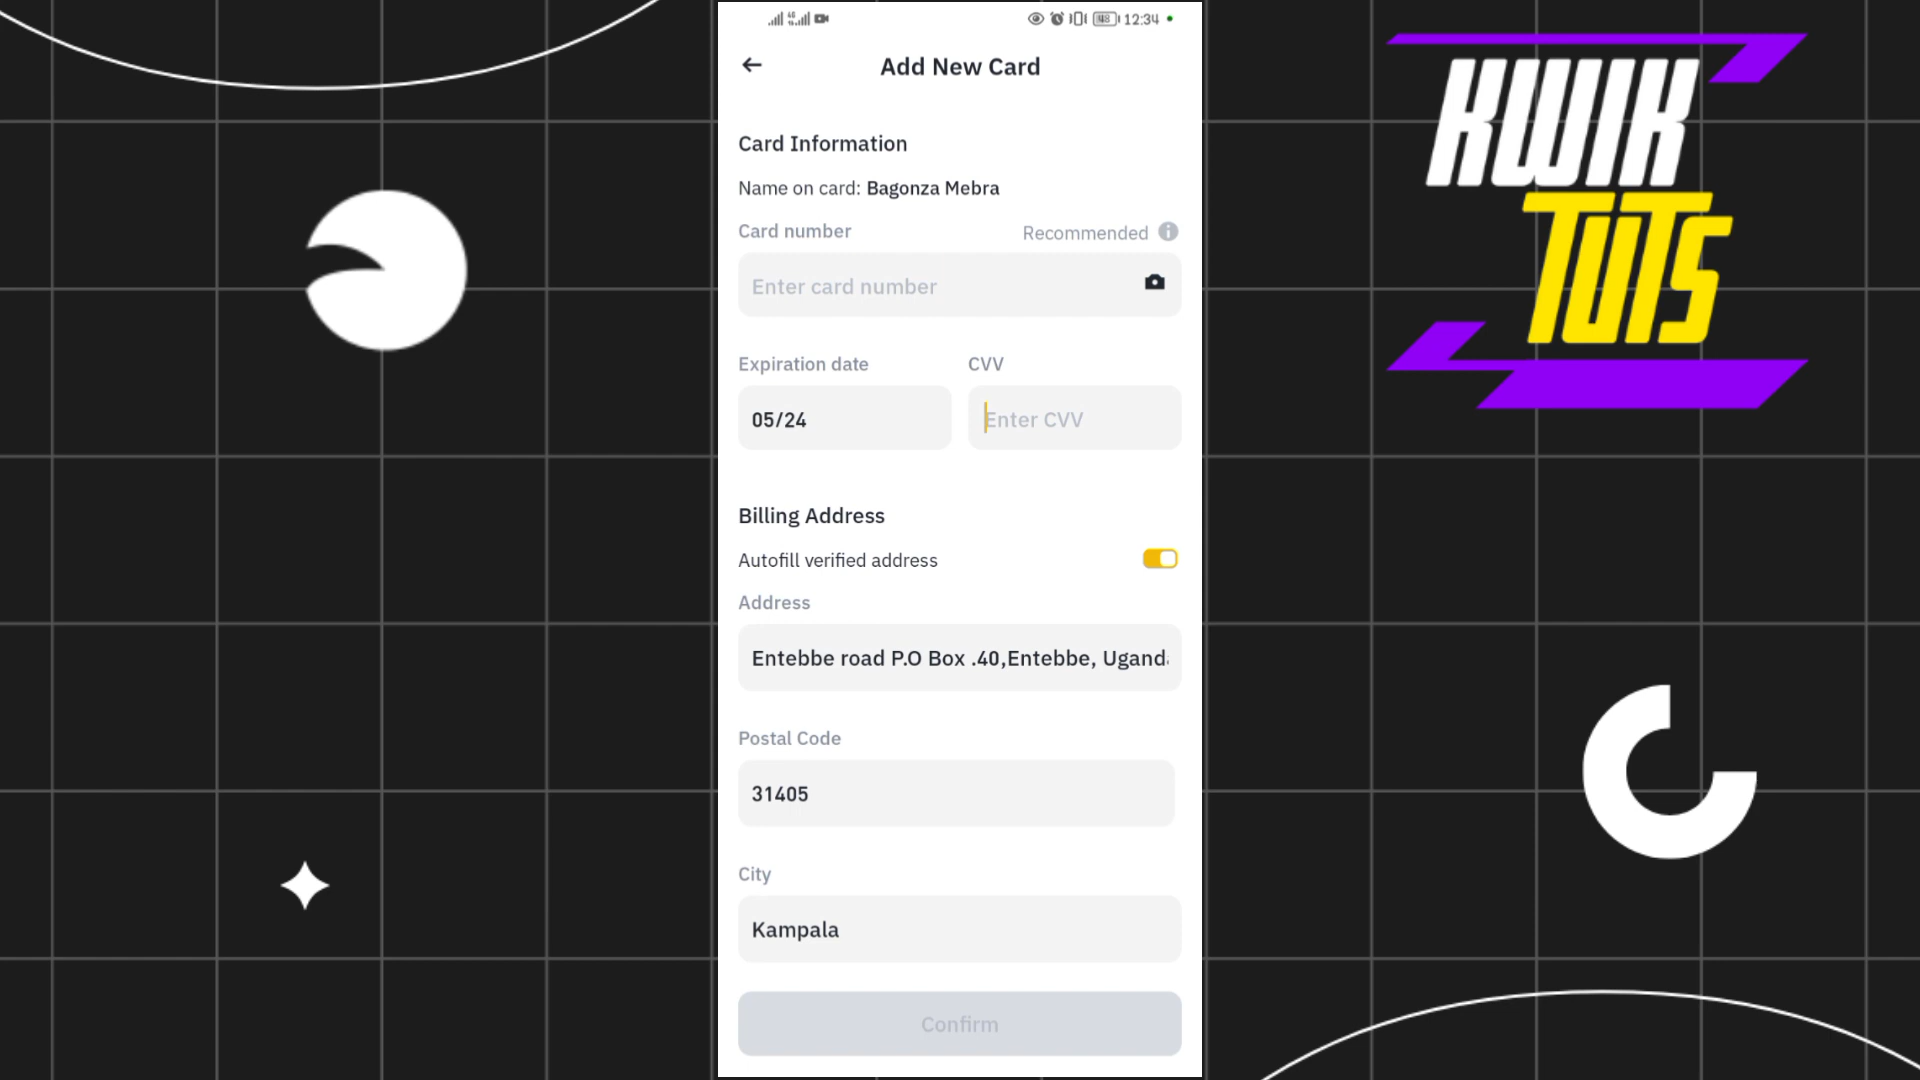 4G
48
12:34
Add New Card
Card Information
Name on card: Bagonza Mebra
Card number
Recommended
Enter card number
Expiration date
CVV
05/24
Enter CVV
Billing Address
Autofill verified address
Address
Entebbe road P.O Box .40,Entebbe, Ugand
Postal Code
31405
City
Kampala
Confirm
KWIK
TUTS